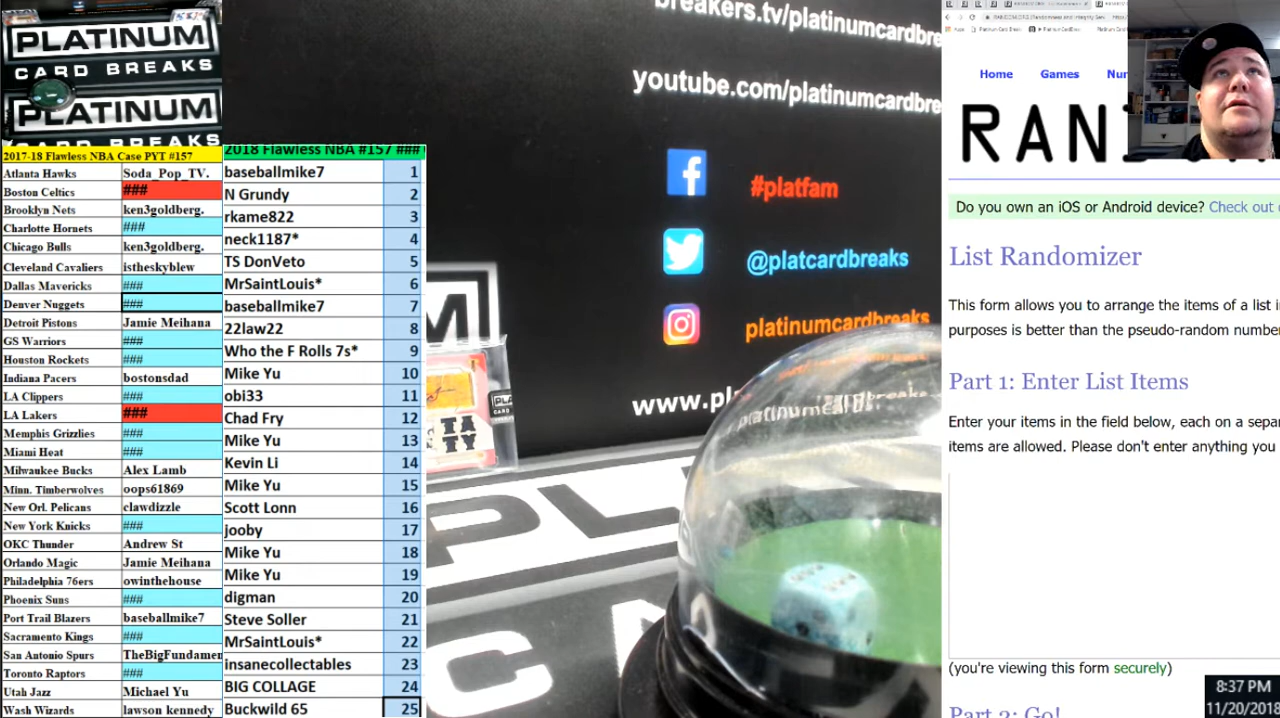 PLATINUM
CARD BREAKS
PLATINUM
CARD BREAKS
2017-18 Flawless NBA Case PYT #157
Atlanta Hawks Soda_Pop_TV.
Boston Celtics ###
Brooklyn Nets ken3goldberg.
Charlotte Hornets ###
Chicago Bulls ken3goldberg.
Cleveland Cavaliers istheskyblew
Dallas Mavericks ###
Denver Nuggets ###
Detroit Pistons Jamie Meihana
GS Warriors ###
Houston Rockets ###
Indiana Pacers bostonsdad
LA Clippers ###
LA Lakers ###
Memphis Grizzlies ###
Miami Heat ###
Milwaukee Bucks Alex Lamb
Minn. Timberwolves oops61869
New Orl. Pelicans clawdizzle
New York Knicks ###
OKC Thunder Andrew St
Orlando Magic Jamie Meihana
Philadelphia 76ers owinthehouse
Phoenix Suns ###
Port Trail Blazers baseballmike7
Sacramento Kings ###
San Antonio Spurs TheBigFundamen
Toronto Raptors ###
Utah Jazz Michael Yu
Wash Wizards lawson kennedy
2018 Flawless NBA #157 ###
baseballmike7 1
N Grundy 2
rkame822 3
neck1187* 4
TS DonVeto 5
MrSaintLouis* 6
baseballmike7 7
22law22 8
Who the F Rolls 7s* 9
Mike Yu 10
obi33 11
Chad Fry 12
Mike Yu 13
Kevin Li 14
Mike Yu 15
Scott Lonn 16
jooby 17
Mike Yu 18
Mike Yu 19
digman 20
Steve Soller 21
MrSaintLouis* 22
insanecollectables 23
BIG COLLAGE 24
Buckwild 65 25
breakers.tv/platinumcardbre
youtube.com/platinumcardbre
#platfam
@platcardbreaks
platinumcardbreaks
www.pl
Home Games Nur
RAN
Do you own an iOS or Android device? Check out
List Randomizer
This form allows you to arrange the items of a list i
purposes is better than the pseudo-random number
Part 1: Enter List Items
Enter your items in the field below, each on a sepa
items are allowed. Please don't enter anything you
(you're viewing this form securely)
Part 2: Go!
8:37 PM
11/20/2018